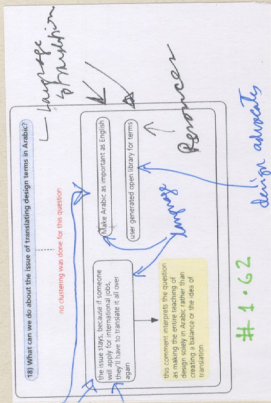 18) What can we do about the issue of translating design terms in Arabic?
no clustering was done for this question
the issue stays, because if someone
will apply for international jobs,
they'll have to translate it all over
again
Make Arabic as important as English
user generated open library for terms
this comment interprets the question
as making the entire teaching of
design solely in Arabic rather than
creating a balance or the idea of
translation
language
language
design advocates
# 1.62